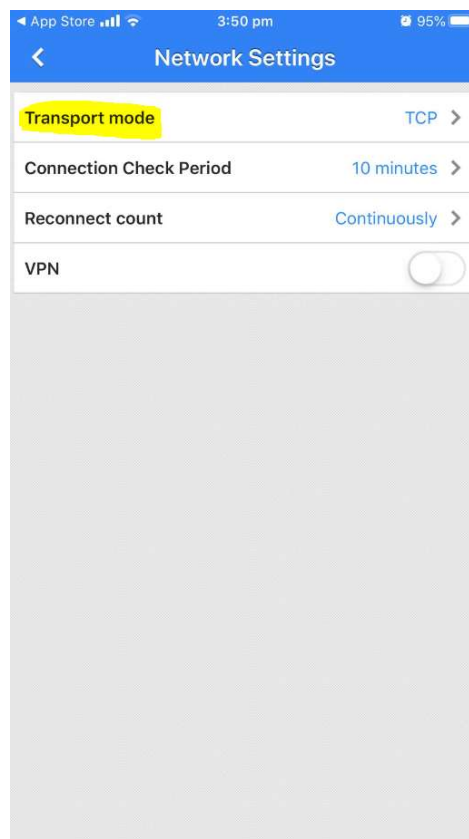 App Store 3:50 pm 95%
Network Settings
Transport mode TCP
Connection Check Period 10 minutes
Reconnect count Continuously
VPN